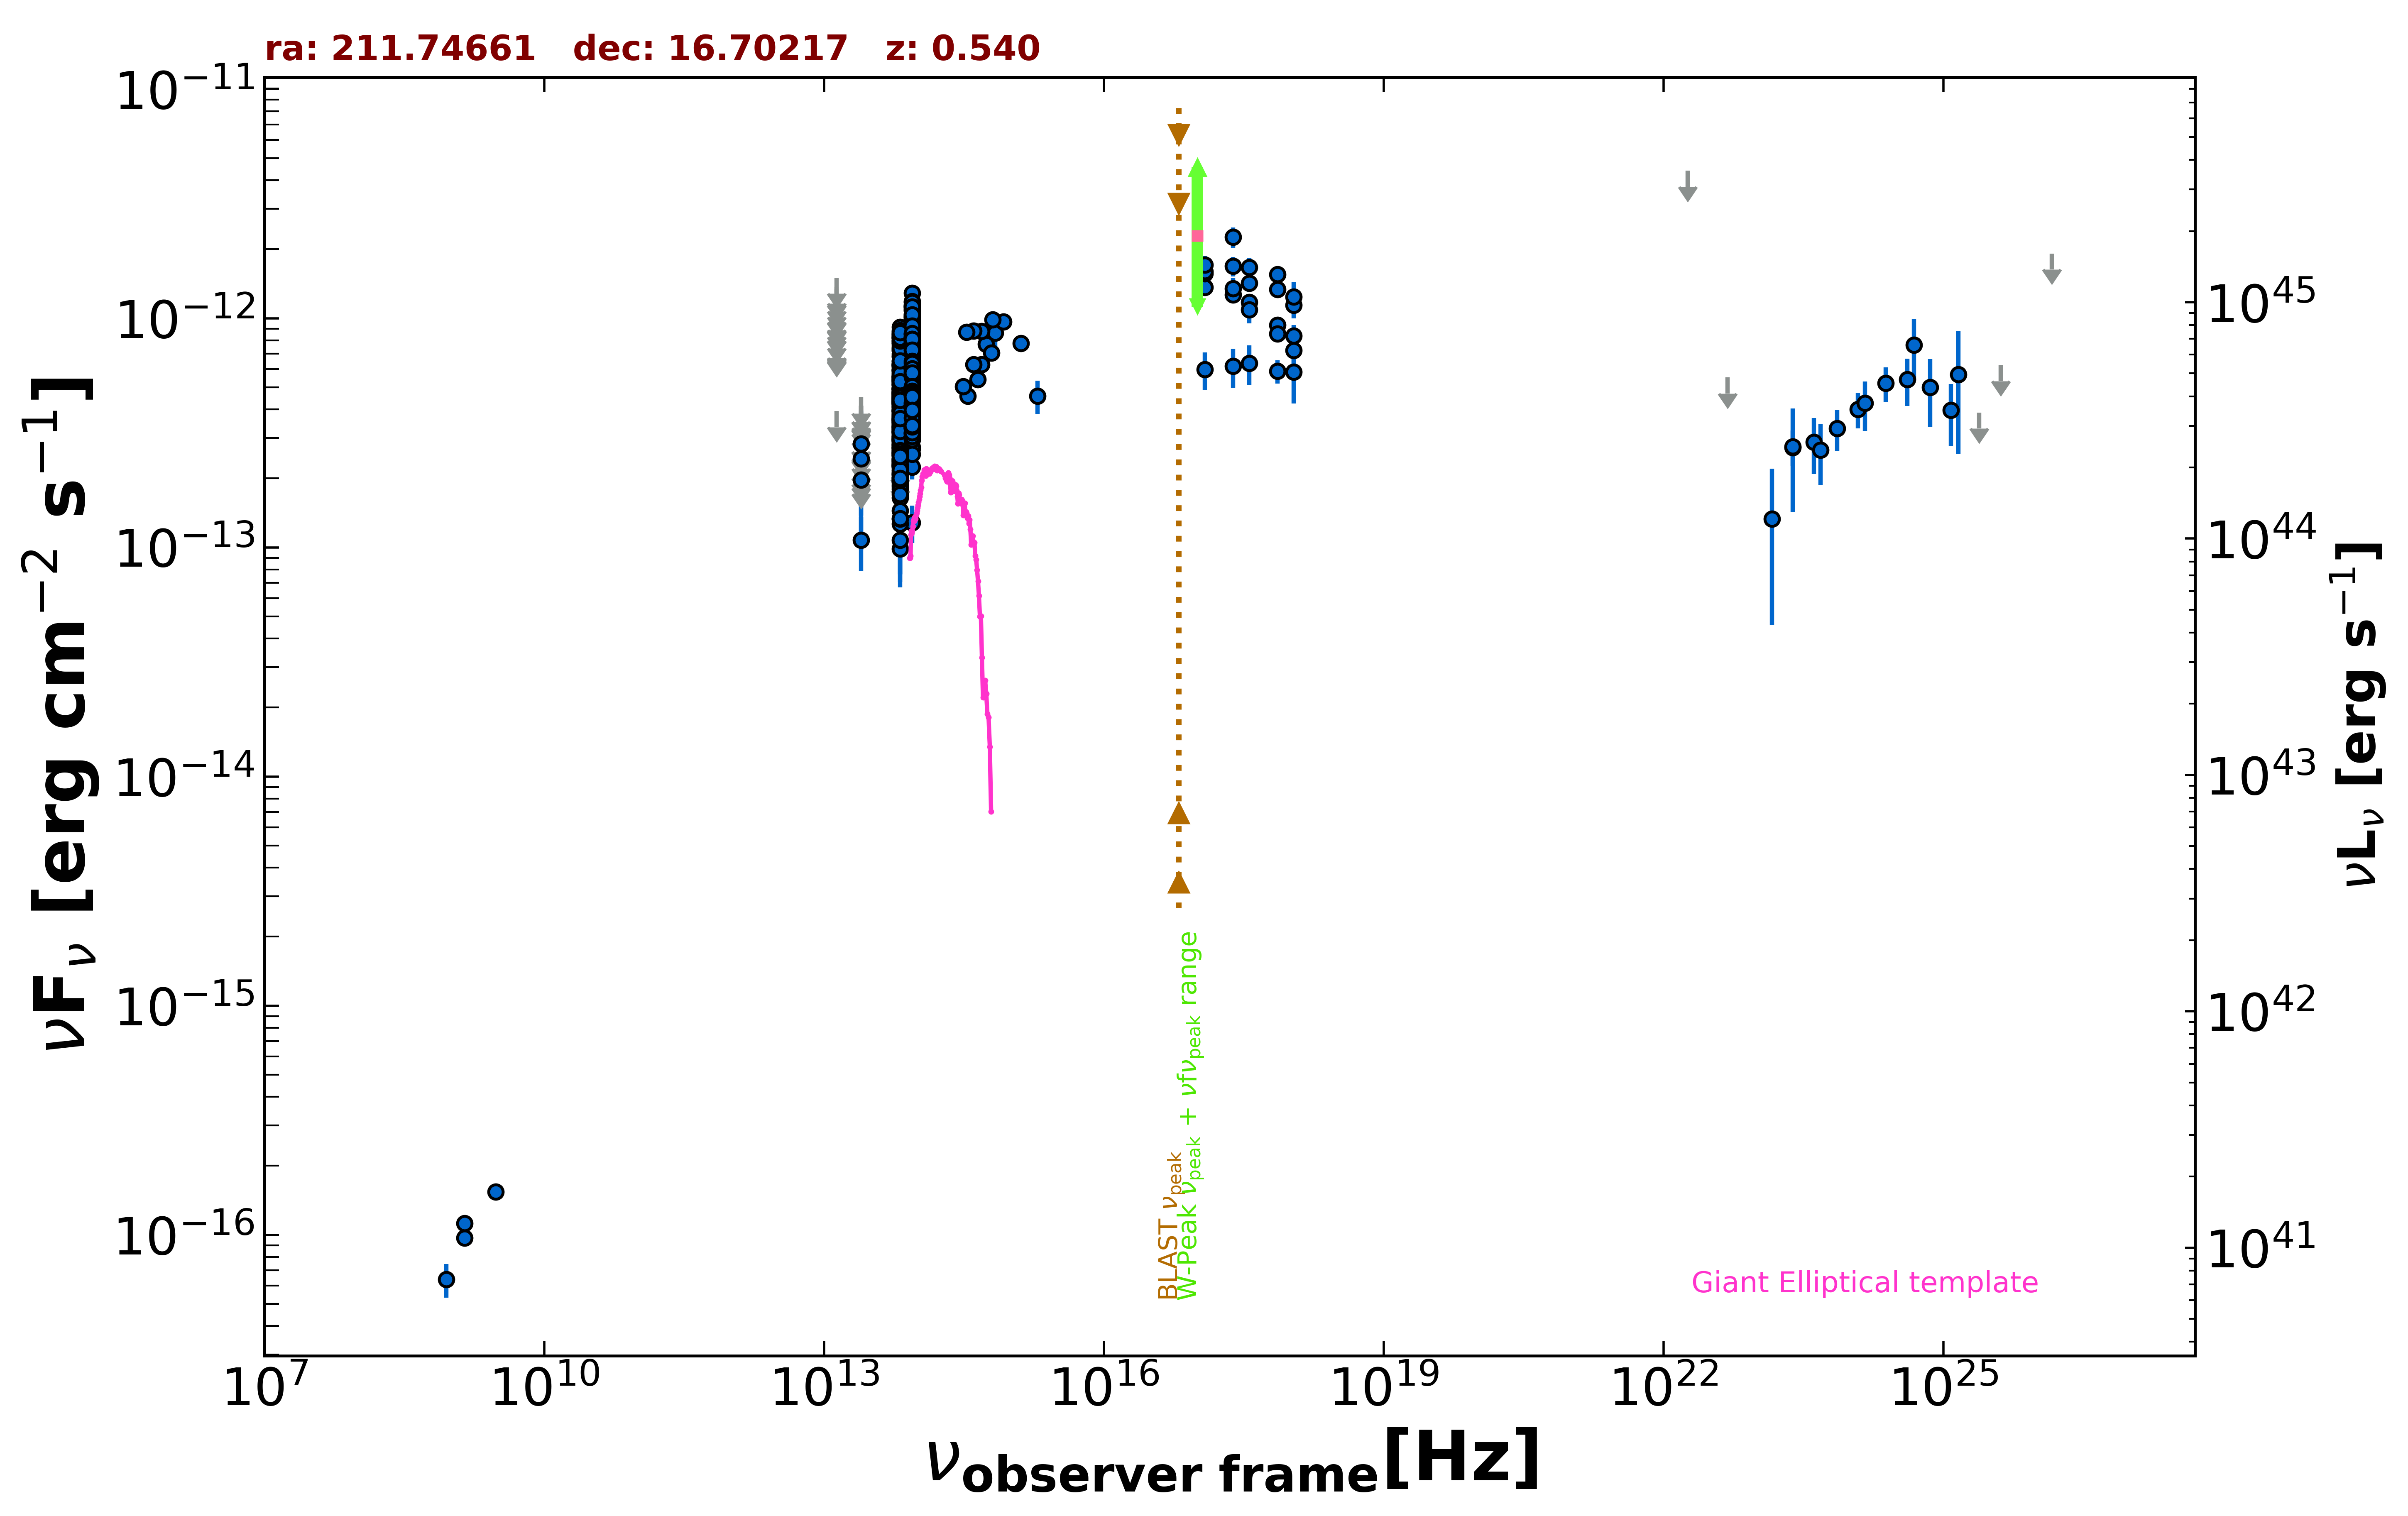 ra: 211.74661 dec: 16.70217 z: 0.540
10⁻¹¹
10⁻¹²
10⁻¹³
10⁻¹⁴
10⁻¹⁵
10⁻¹⁶
νFν [erg cm⁻² s⁻¹]
10⁴⁵
10⁴⁴
10⁴³
10⁴²
10⁴¹
νLν [erg s⁻¹]
BLAST νpeak
W-Peak νpeak + νfνpeak range
Giant Elliptical template
10⁷ 10¹⁰ 10¹³ 10¹⁶ 10¹⁹ 10²² 10²⁵
νobserver frame[Hz]